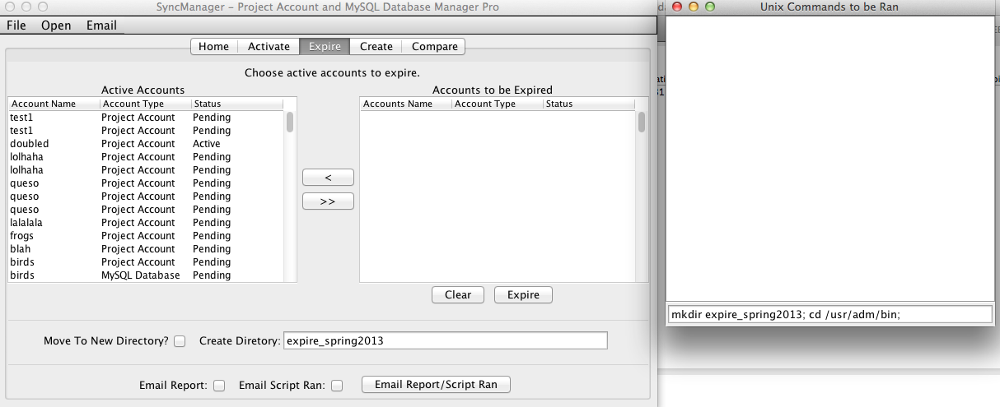 SyncManager – Project Account and MySQL Database Manager Pro
File Open Email
Home Activate Expire Create Compare
Choose active accounts to expire.
Active Accounts
Account Name Account Type Status
test1 Project Account Pending
test1 Project Account Pending
doubled Project Account Active
lolhaha Project Account Pending
lolhaha Project Account Pending
queso Project Account Pending
queso Project Account Pending
queso Project Account Pending
lalalala Project Account Pending
frogs Project Account Pending
blah Project Account Pending
birds Project Account Pending
birds MySQL Database Pending
<
>>
Accounts to be Expired
Accounts Name Account Type Status
Clear Expire
Move To New Directory? Create Diretory: expire_spring2013
Email Report: Email Script Ran: Email Report/Script Ran
Unix Commands to be Ran
mkdir expire_spring2013; cd /usr/adm/bin;